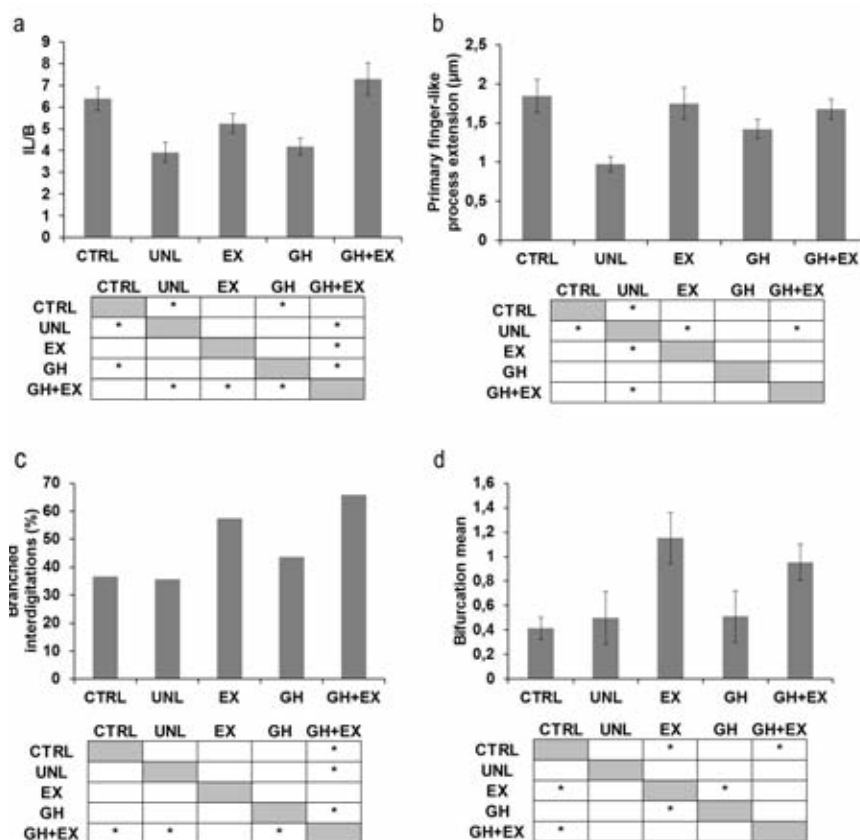 a
9
8
7
6
5
4
3
2
1
0
IL/B
CTRL UNL EX GH GH+EX
CTRL UNL EX GH GH+EX
CTRL * *
UNL * *
EX *
GH * *
GH+EX * * *
b
2,5
2
1,5
1
0,5
0
Primary finger-like
process extension (µm)
CTRL UNL EX GH GH+EX
CTRL UNL EX GH GH+EX
CTRL *
UNL * * *
EX *
GH
GH+EX *
c
70
60
50
40
30
20
10
0
Branched
interdigitations (%)
CTRL UNL EX GH GH+EX
CTRL UNL EX GH GH+EX
CTRL *
UNL *
EX
GH *
GH+EX * * *
d
1,6
1,4
1,2
1
0,8
0,6
0,4
0,2
0
Bifurcation mean
CTRL UNL EX GH GH+EX
CTRL UNL EX GH GH+EX
CTRL * *
UNL
EX * *
GH *
GH+EX *